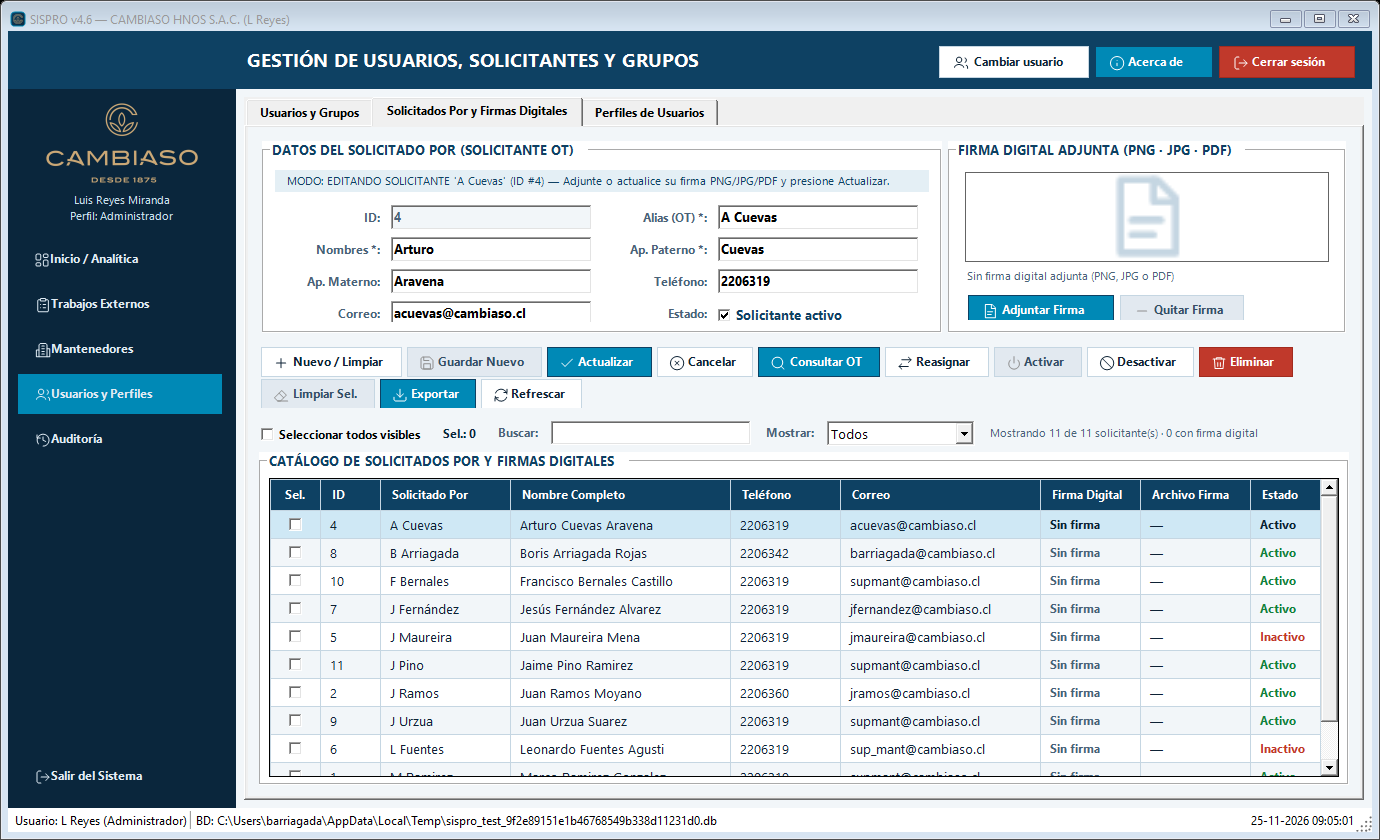 SISPRO v4.6 — CAMBIASO HNOS S.A.C. (L Reyes)
GESTIÓN DE USUARIOS, SOLICITANTES Y GRUPOS
Cambiar usuario
Acerca de
Cerrar sesión
CAMBIASO
DESDE 1875
Luis Reyes Miranda
Perfil: Administrador
Inicio / Analítica
Trabajos Externos
Mantenedores
Usuarios y Perfiles
Auditoría
Salir del Sistema
Usuarios y Grupos
Solicitados Por y Firmas Digitales
Perfiles de Usuarios
DATOS DEL SOLICITADO POR (SOLICITANTE OT)
MODO: EDITANDO SOLICITANTE 'A Cuevas' (ID #4) — Adjunte o actualice su firma PNG/JPG/PDF y presione Actualizar.
ID: 4 Alias (OT) *: A Cuevas
Nombres *: Arturo Ap. Paterno *: Cuevas
Ap. Materno: Aravena Teléfono: 2206319
Correo: acuevas@cambiaso.cl Estado: Solicitante activo
FIRMA DIGITAL ADJUNTA (PNG · JPG · PDF)
Sin firma digital adjunta (PNG, JPG o PDF)
Adjuntar Firma — Quitar Firma
+ Nuevo / Limpiar Guardar Nuevo Actualizar Cancelar Consultar OT Reasignar Activar Desactivar Eliminar
Limpiar Sel. Exportar Refrescar
Seleccionar todos visibles Sel.: 0 Buscar: Mostrar: Todos Mostrando 11 de 11 solicitante(s) · 0 con firma digital
CATÁLOGO DE SOLICITADOS POR Y FIRMAS DIGITALES
Sel. ID Solicitado Por Nombre Completo Teléfono Correo Firma Digital Archivo Firma Estado
4 A Cuevas Arturo Cuevas Aravena 2206319 acuevas@cambiaso.cl Sin firma — Activo
8 B Arriagada Boris Arriagada Rojas 2206342 barriagada@cambiaso.cl Sin firma — Activo
10 F Bernales Francisco Bernales Castillo 2206319 supmant@cambiaso.cl Sin firma — Activo
7 J Fernández Jesús Fernández Alvarez 2206319 jfernandez@cambiaso.cl Sin firma — Activo
5 J Maureira Juan Maureira Mena 2206319 jmaureira@cambiaso.cl Sin firma — Inactivo
11 J Pino Jaime Pino Ramirez 2206319 supmant@cambiaso.cl Sin firma — Activo
2 J Ramos Juan Ramos Moyano 2206360 jramos@cambiaso.cl Sin firma — Activo
9 J Urzua Juan Urzua Suarez 2206319 supmant@cambiaso.cl Sin firma — Activo
6 L Fuentes Leonardo Fuentes Agusti 2206319 sup_mant@cambiaso.cl Sin firma — Inactivo
Usuario: L Reyes (Administrador) BD: C:\Users\barriagada\AppData\Local\Temp\sispro_test_9f2e89151e1b46768549b338d11231d0.db 25-11-2026 09:05:01